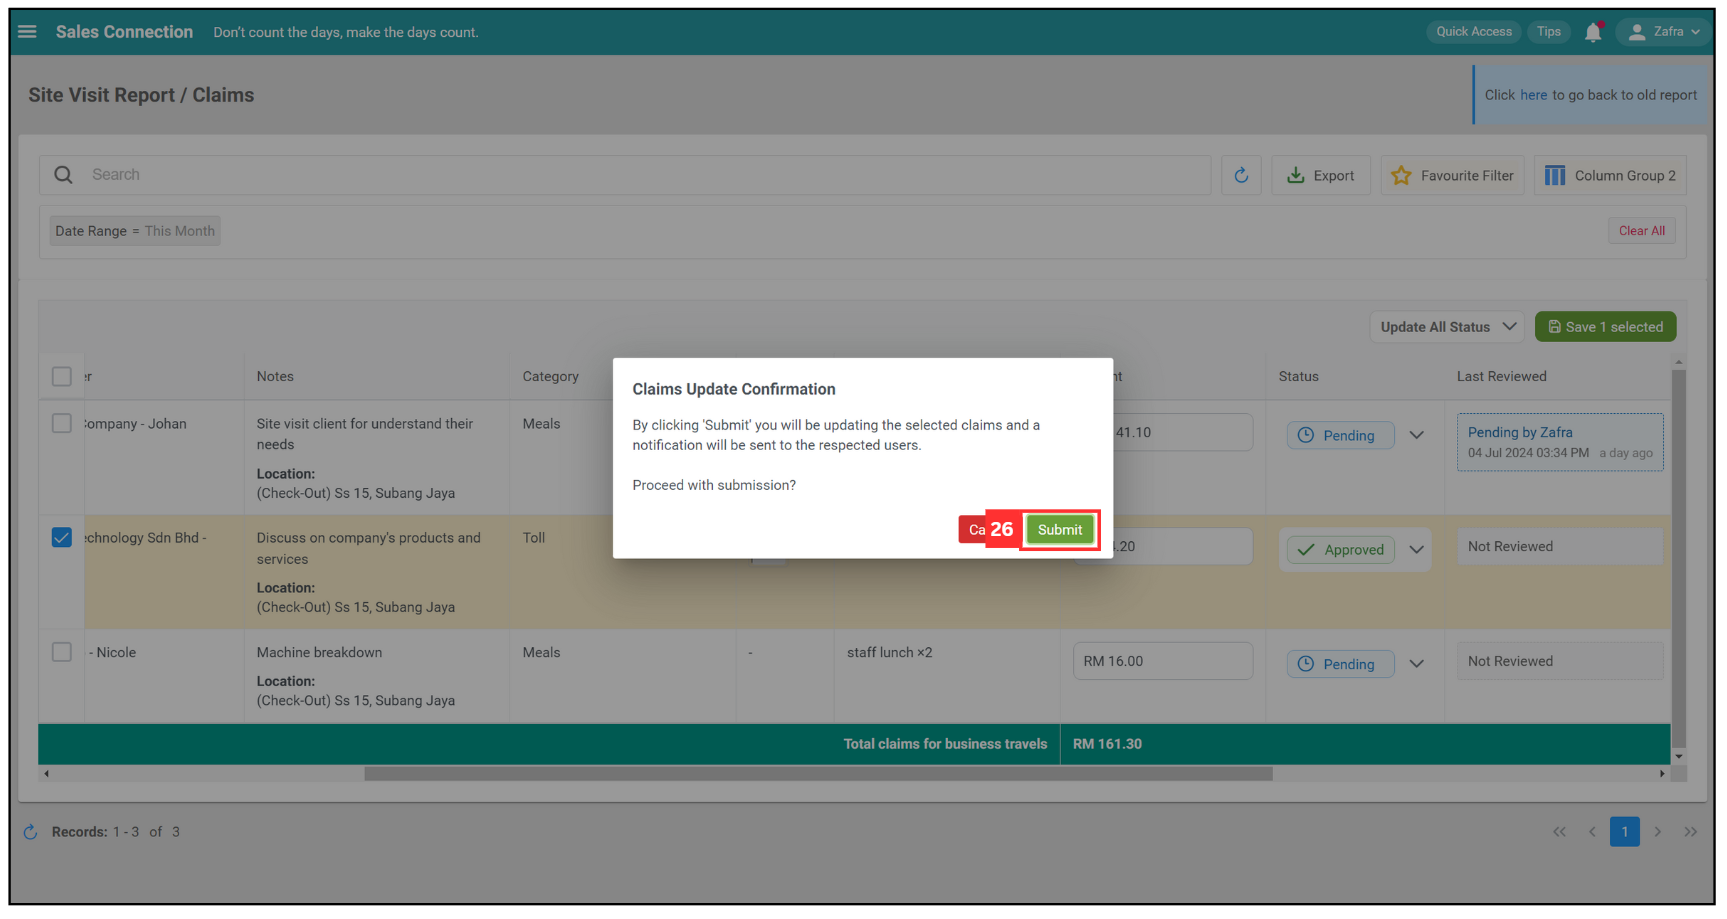 Sales Connection Don't count the days, make the days count. Quick Access Tips Zafra
Site Visit Report / Claims
Click here to go back to old report
Search
Export
Favourite Filter
Column Group 2
Date Range = This Month
Clear All
Update All Status
Save 1 selected
Notes Category Status Last Reviewed
Company - Johan
Site visit client for understand their
needs
Location:
(Check-Out) Ss 15, Subang Jaya
Meals
41.10
Pending
Pending by Zafra
04 Jul 2024 03:34 PM a day ago
Claims Update Confirmation
By clicking 'Submit' you will be updating the selected claims and a
notification will be sent to the respected users.
Proceed with submission?
Ca
26
Submit
echnology Sdn Bhd -
Discuss on company's products and
services
Location:
(Check-Out) Ss 15, Subang Jaya
Toll
.20
Approved
Not Reviewed
- Nicole
Machine breakdown
Location:
(Check-Out) Ss 15, Subang Jaya
Meals
-
staff lunch ×2
RM 16.00
Pending
Not Reviewed
Total claims for business travels RM 161.30
Records: 1 - 3 of 3
1